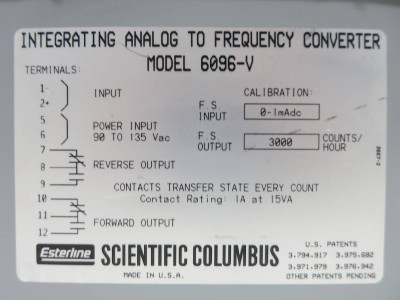 INTEGRATING ANALOG TO FREQUENCY CONVERTER
MODEL 6096-V
TERMINALS:
1-
2+
INPUT
5
6
POWER INPUT
90 TO 135 Vac
7
8
9
REVERSE OUTPUT
CONTACTS TRANSFER STATE EVERY COUNT
Contact Rating: 1A at 15VA
10
11
12
FORWARD OUTPUT
CALIBRATION:
F.S. INPUT 0-1mAdc
F.S. OUTPUT 3000 COUNTS/HOUR
Esterline SCIENTIFIC COLUMBUS
MADE IN U.S.A.
U.S. PATENTS
3,794,917 3,975,682
3,971,979 3,976,942
OTHER PATENTS PENDING